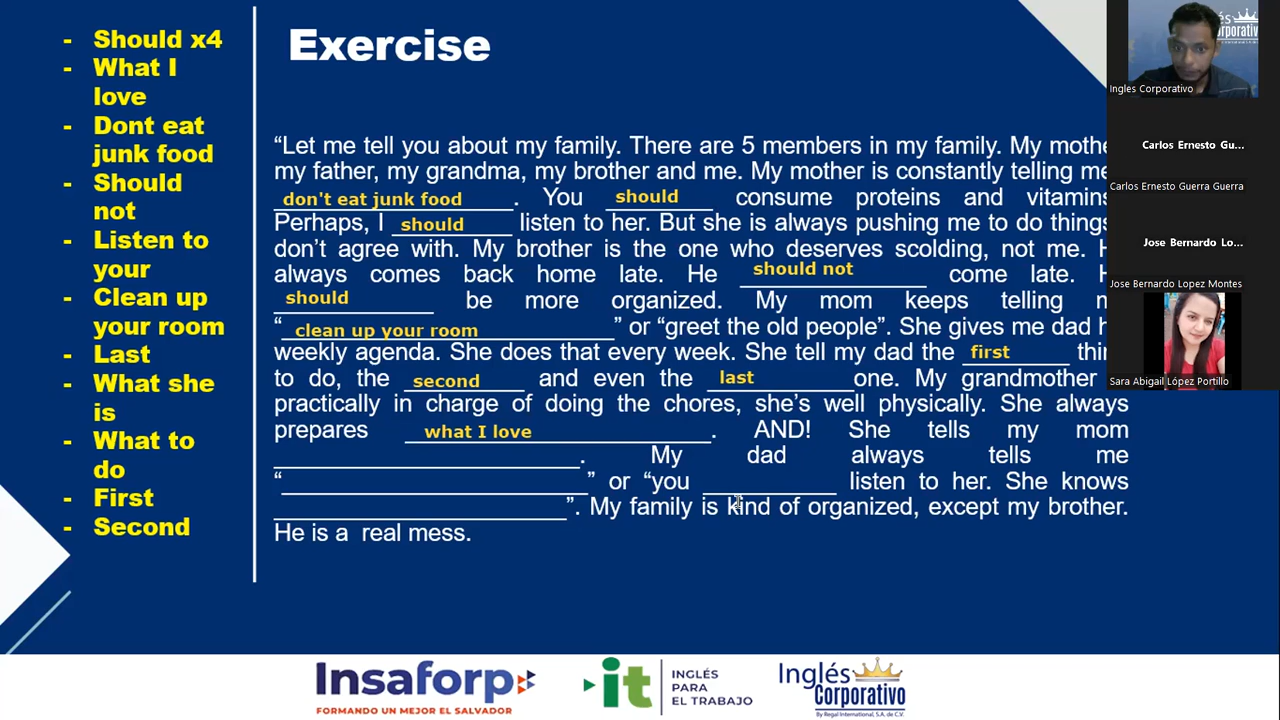 - Should x4
- What I
love
- Dont eat
junk food
- Should
not
- Listen to
your
- Clean up
your room
- Last
- What she
is
- What to
do
- First
- Second
Exercise
“Let me tell you about my family. There are 5 members in my family. My mothe
my father, my grandma, my brother and me. My mother is constantly telling me
don't eat junk food. You should consume proteins and vitamins
Perhaps, I should listen to her. But she is always pushing me to do things
don’t agree with. My brother is the one who deserves scolding, not me. H
always comes back home late. He should not come late. H
should be more organized. My mom keeps telling m
“clean up your room” or “greet the old people”. She gives me dad h
weekly agenda. She does that every week. She tell my dad the first thin
to do, the second and even the last one. My grandmother
practically in charge of doing the chores, she’s well physically. She always
prepares what I love. AND! She tells my mom
____. My dad always tells me
“____” or “you ____ listen to her. She knows
____”. My family is kind of organized, except my brother.
He is a real mess.
Inglés
Corporativo
Ingles Corporativo
Carlos Ernesto Gu...
Carlos Ernesto Guerra Guerra
Jose Bernardo Lo...
Jose Bernardo Lopez Montes
Sara Abigail López Portillo
Insaforp
FORMANDO UN MEJOR EL SALVADOR
it
INGLÉS
PARA
EL TRABAJO
Inglés
Corporativo
By Regal International, S.A. de C.V.